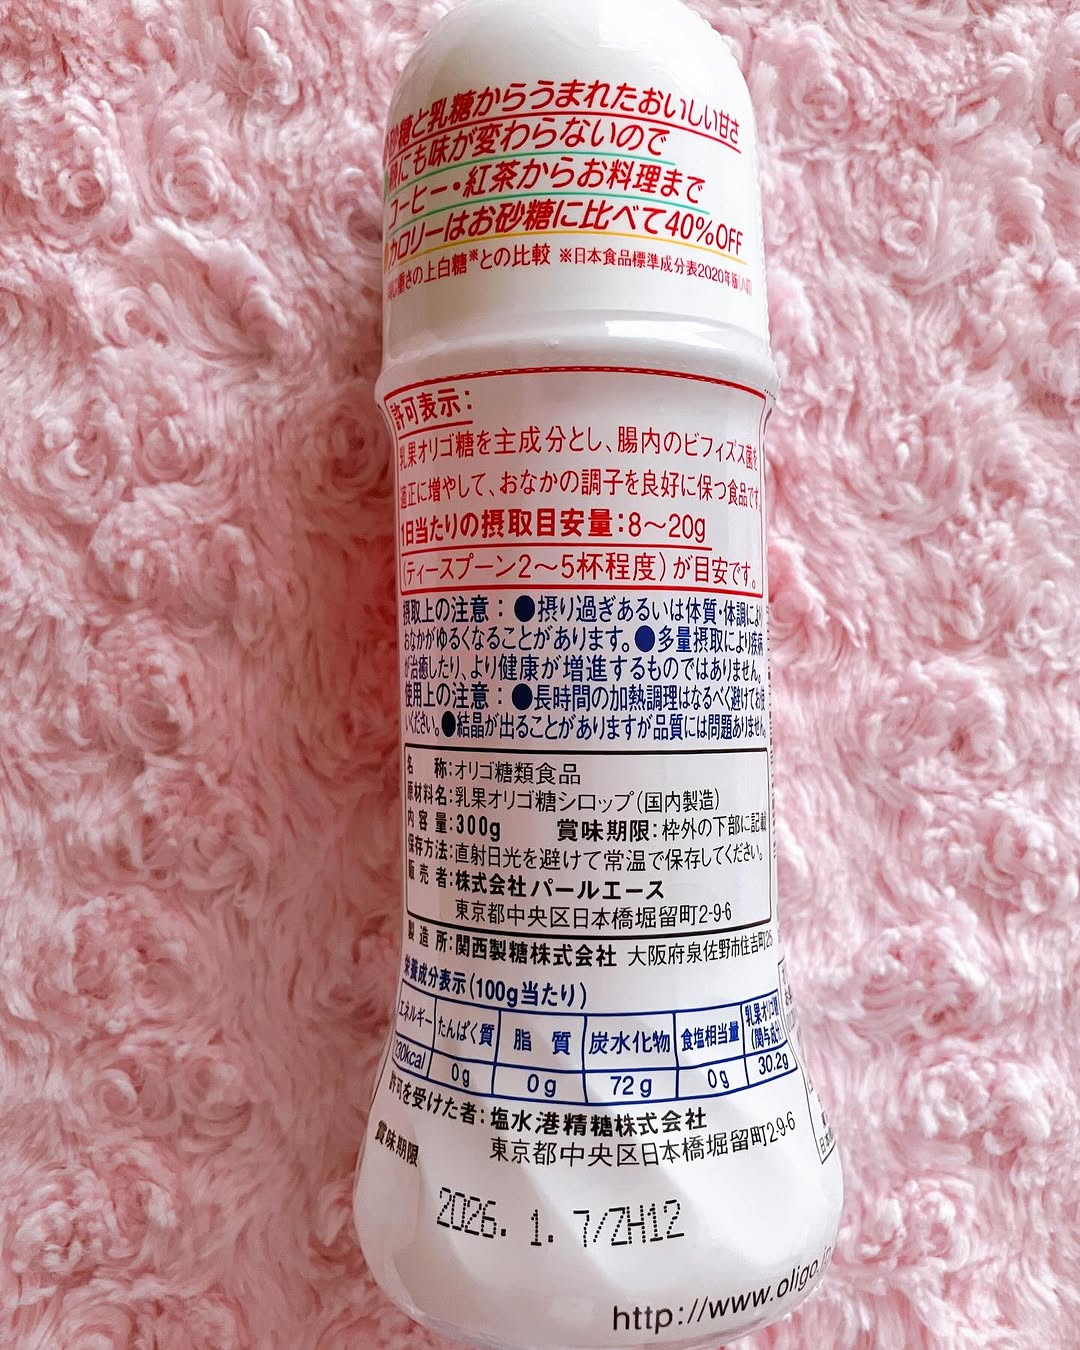 砂糖と乳糖からうまれたおいしい甘さ
にも味が変わらないので
コーヒー・紅茶からお料理まで
カロリーはお砂糖に比べて40%OFF
重さの上白糖※との比較 ※日本食品標準成分表2020年版
許可表示:
乳果オリゴ糖を主成分とし、腸内のビフィズス菌を
適正に増やして、おなかの調子を良好に保つ食品です
1日当たりの摂取目安量:8〜20g
(ティースプーン2〜5杯程度)が目安です。
摂取上の注意:●摂り過ぎあるいは体質・体調により
おなかがゆるくなることがあります。●多量摂取により疾病
が治癒したり、より健康が増進するものではありません。
使用上の注意:●長時間の加熱調理はなるべく避けてお使
いください。●結晶が出ることがありますが品質には問題ありません。
名 称:オリゴ糖類食品
原材料名:乳果オリゴ糖シロップ(国内製造)
内容量:300g 賞味期限:枠外の下部に記載
保存方法:直射日光を避けて常温で保存してください。
販売者:株式会社パールエース
東京都中央区日本橋堀留町2-9-6
製造所:関西製糖株式会社 大阪府泉佐野市住吉町25
栄養成分表示(100g当たり)
エネルギー たんぱく質 脂質 炭水化物 食塩相当量 乳果オリゴ糖(関与成分)
230kcal 0g 0g 72g 0g 30.2g
許可を受けた者:塩水港精糖株式会社
東京都中央区日本橋堀留町2-9-6
賞味期限
2026. 1. 7/ZH12
http://www.oligo.